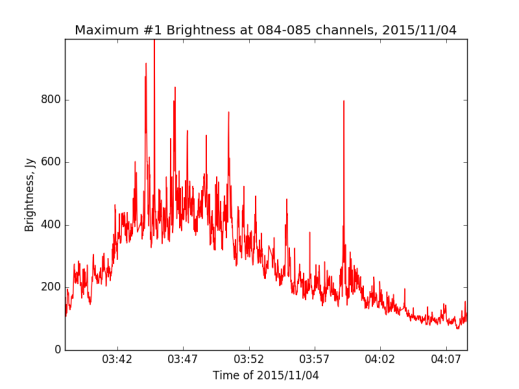 Maximum #1 Brightness at 084-085 channels, 2015/11/04
800
600
400
200
0
Brightness, Jy
03:42 03:47 03:52 03:57 04:02 04:07
Time of 2015/11/04